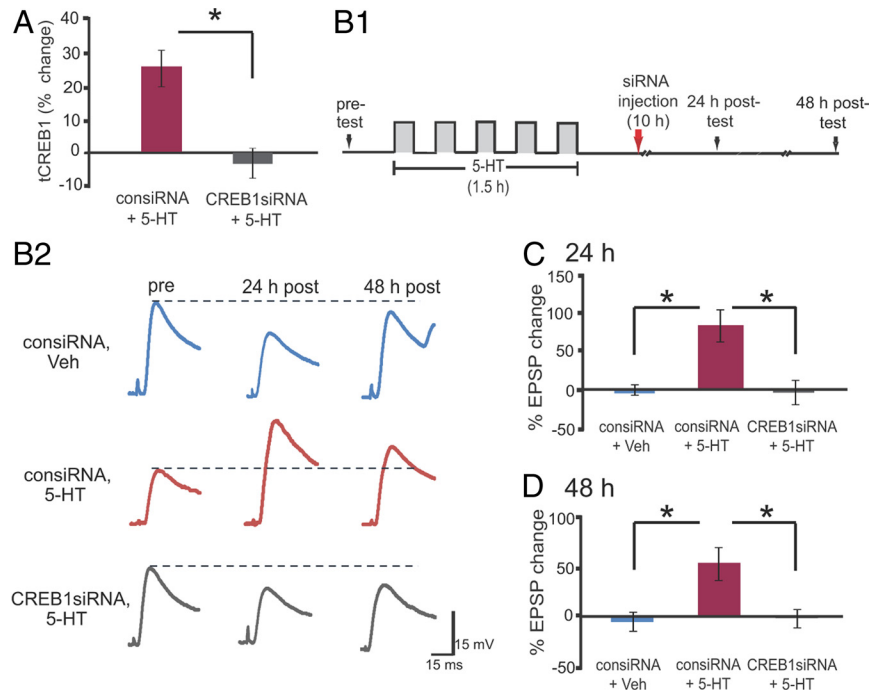 A
tCREB1 (% change)
40
30
20
10
0
-10
*
consiRNA
+ 5-HT
CREB1siRNA
+ 5-HT
B1
pre-
test
5-HT
(1.5 h)
siRNA
injection
(10 h)
24 h post-
test
48 h post-
test
B2
pre
24 h post
48 h post
consiRNA,
Veh
consiRNA,
5-HT
CREB1siRNA,
5-HT
15 mV
15 ms
C
24 h
% EPSP change
150
100
50
0
-50
*
*
consiRNA
+ Veh
consiRNA
+ 5-HT
CREB1siRNA
+ 5-HT
D
48 h
% EPSP change
100
50
0
-50
*
*
consiRNA
+ Veh
consiRNA
+ 5-HT
CREB1siRNA
+ 5-HT